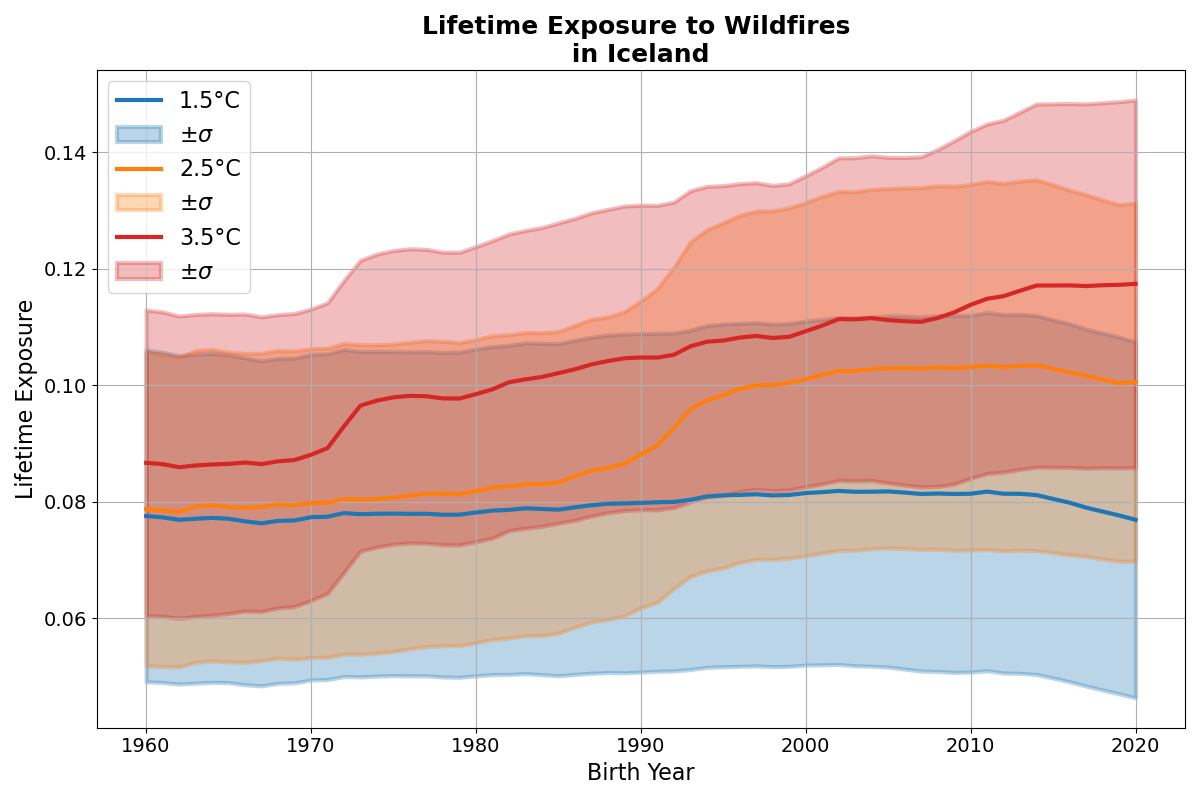 Lifetime Exposure to Wildfires
in Iceland
1.5°C
±σ
2.5°C
±σ
3.5°C
±σ
Lifetime Exposure
0.14
0.12
0.10
0.08
0.06
1960 1970 1980 1990 2000 2010 2020
Birth Year